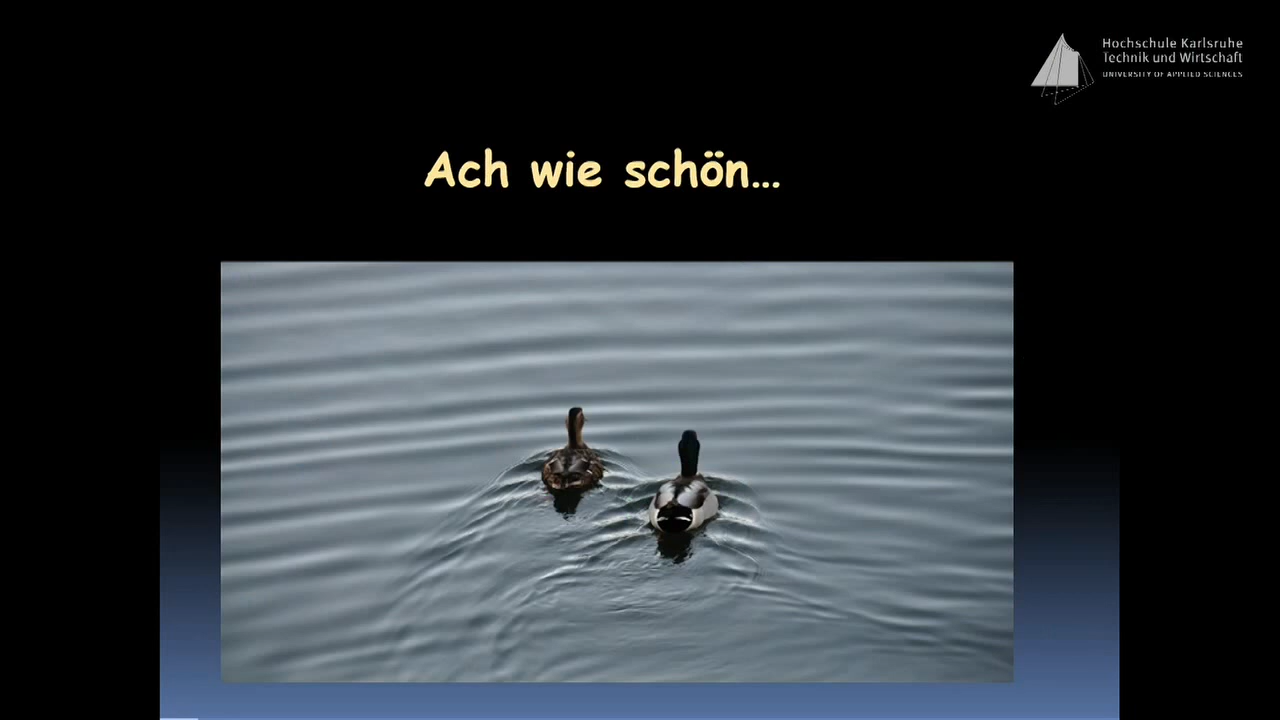 Hochschule Karlsruhe
Technik und Wirtschaft
UNIVERSITY OF APPLIED SCIENCES
Ach wie schön...